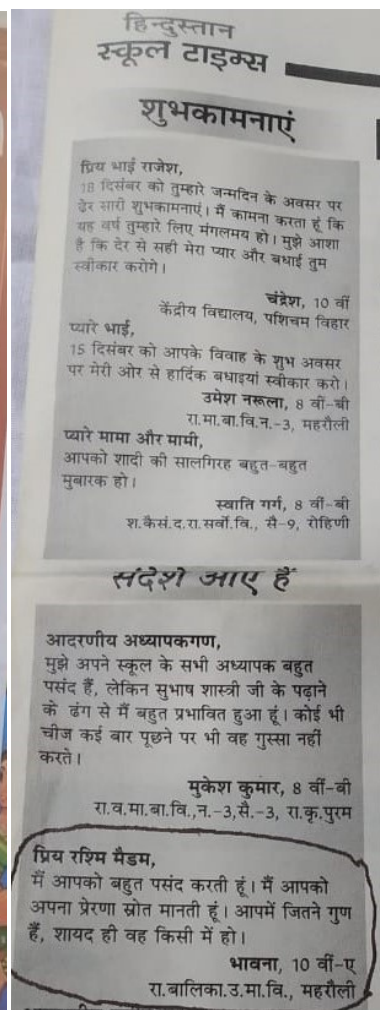 हिन्दुस्तान
स्कूल टाइम्स
शुभकामनाएं
प्रिय भाई राजेश,
18 दिसंबर को तुम्हारे जन्मदिन के अवसर पर
ढेर सारी शुभकामनाएं। मैं कामना करता हूं कि
यह वर्ष तुम्हारे लिए मंगलमय हो। मुझे आशा
है कि देर से सही मेरा प्यार और बधाई तुम
स्वीकार करोगे।
चंद्रेश, 10 वीं
केंद्रीय विद्यालय, पशिचम विहार
प्यारे भाई,
15 दिसंबर को आपके विवाह के शुभ अवसर
पर मेरी ओर से हार्दिक बधाइयां स्वीकार करो।
उमेश नरूला, 8 वीं-बी
रा.मा.बा.वि.न.-3, महरौली
प्यारे मामा और मामी,
आपको शादी की सालगिरह बहुत-बहुत
मुबारक हो।
स्वाति गर्ग, 8 वीं-बी
श.कैसं.द.रा.सर्वो.वि., सै-9, रोहिणी
संदेशे आए हैं
आदरणीय अध्यापकगण,
मुझे अपने स्कूल के सभी अध्यापक बहुत
पसंद हैं, लेकिन सुभाष शास्त्री जी के पढ़ाने
के ढंग से मैं बहुत प्रभावित हुआ हूं। कोई भी
चीज कई बार पूछने पर भी वह गुस्सा नहीं
करते।
मुकेश कुमार, 8 वीं-बी
रा.व.मा.बा.वि.,न.-3,सै.-3, रा.कृ.पुरम
प्रिय रश्मि मैडम,
मैं आपको बहुत पसंद करती हूं। मैं आपको
अपना प्रेरणा स्रोत मानती हूं। आपमें जितने गुण
हैं, शायद ही वह किसी में हो।
भावना, 10 वीं-ए
रा.बालिका.उ.मा.वि., महरौली